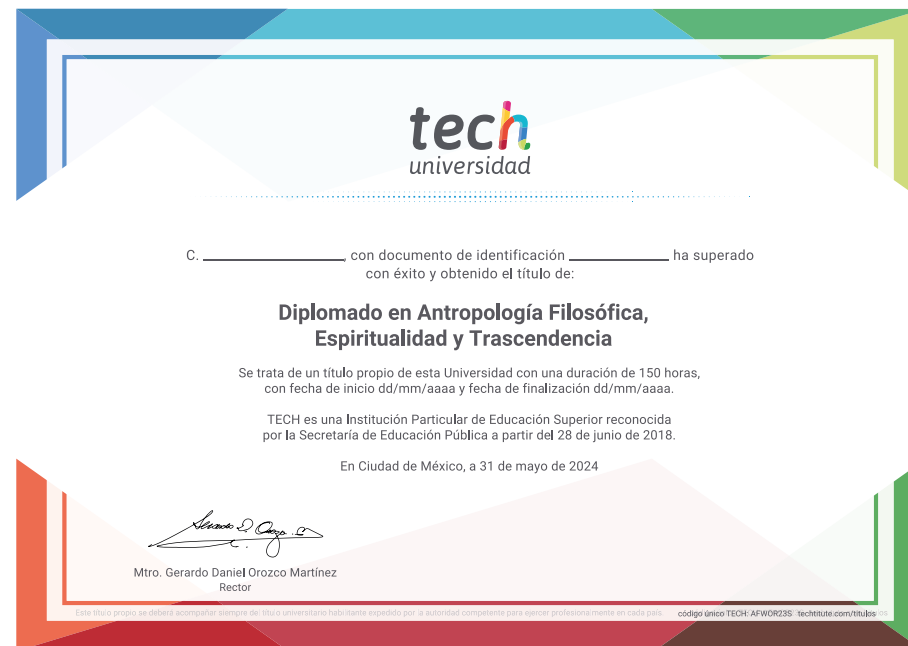 tech
universidad
C. ____________, con documento de identificación ____________ ha superado
con éxito y obtenido el título de:
Diplomado en Antropología Filosófica,
Espiritualidad y Trascendencia
Se trata de un título propio de esta Universidad con una duración de 150 horas,
con fecha de inicio dd/mm/aaaa y fecha de finalización dd/mm/aaaa.
TECH es una Institución Particular de Educación Superior reconocida
por la Secretaría de Educación Pública a partir del 28 de junio de 2018.
En Ciudad de México, a 31 de mayo de 2024
Mtro. Gerardo Daniel Orozco Martínez
Rector
Este título propio se deberá acompañar siempre del título universitario habilitante expedido por la autoridad competente para ejercer profesionalmente en cada país. código único TECH: AFWOR23S techtitute.com/titulos